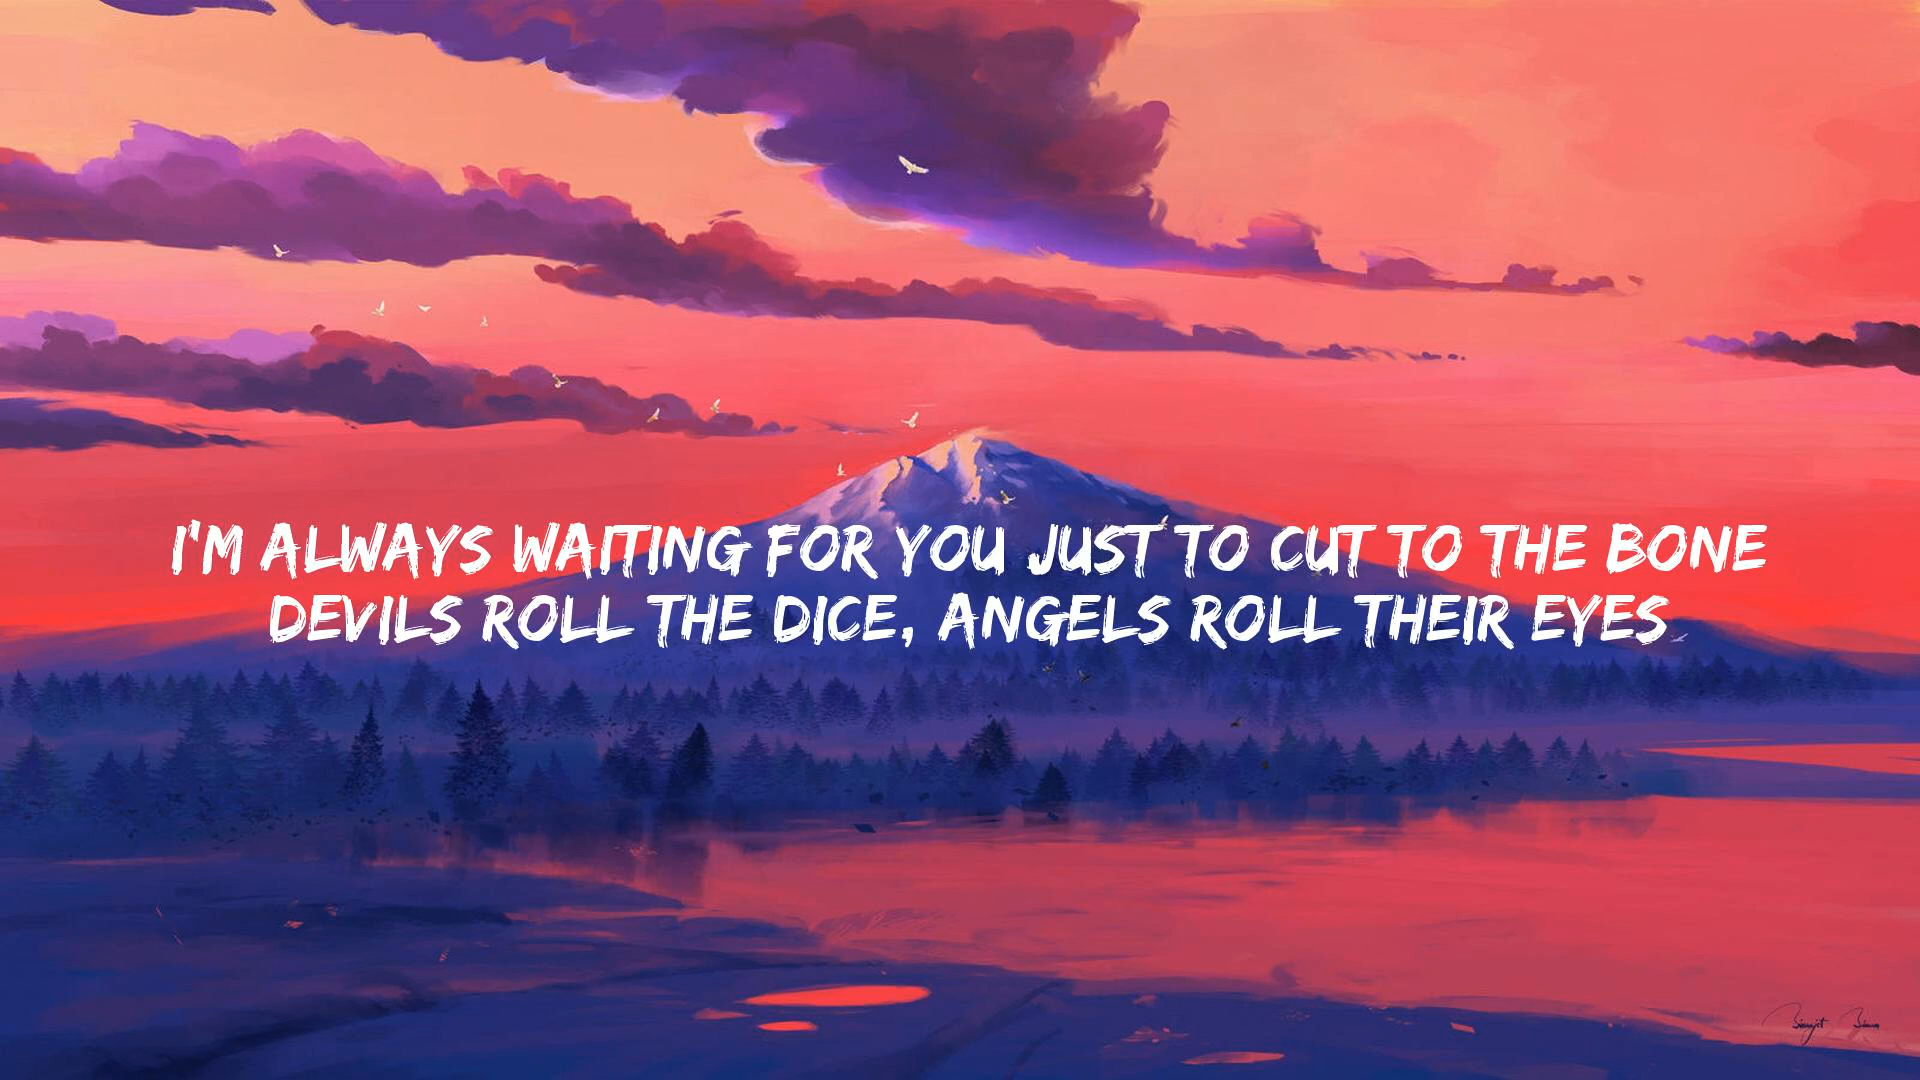 I'M ALWAYS WAITING FOR YOU JUST TO CUT TO THE BONE
DEVILS ROLL THE DICE, ANGELS ROLL THEIR EYES